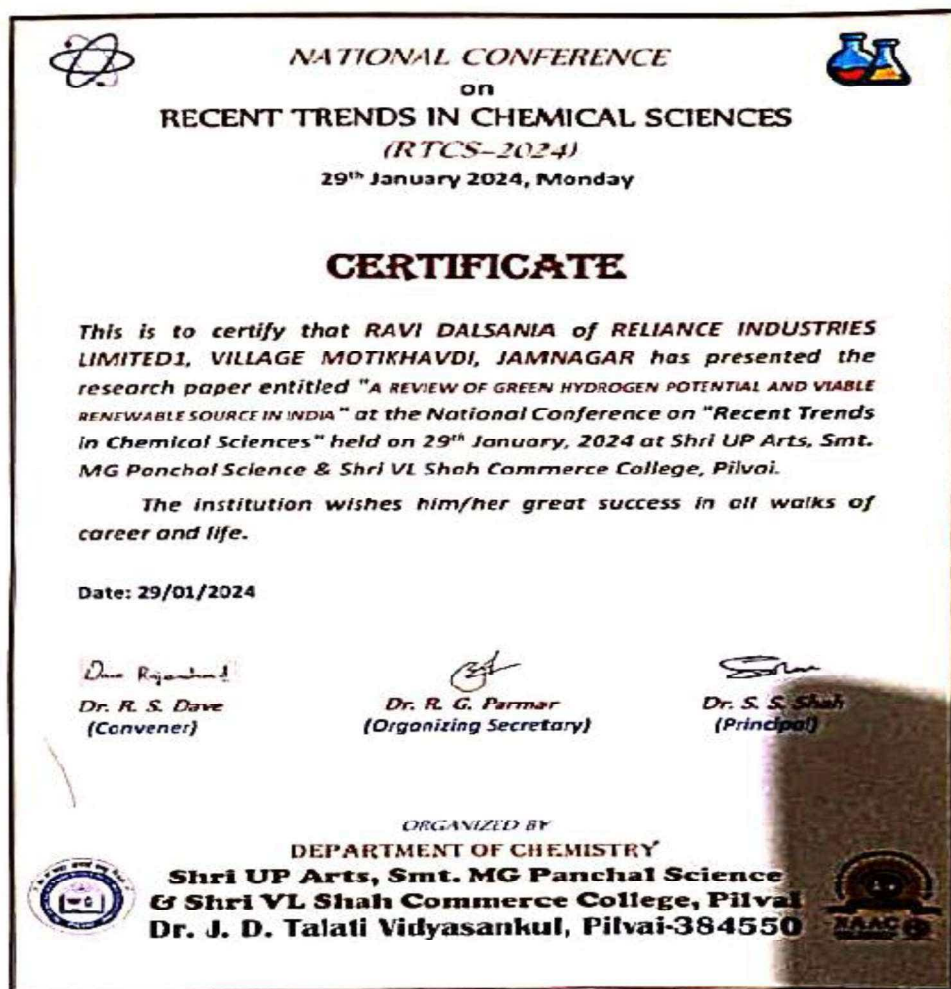 NATIONAL CONFERENCE
on
RECENT TRENDS IN CHEMICAL SCIENCES
(RTCS-2024)
29th January 2024, Monday
CERTIFICATE
This is to certify that RAVI DALSANIA of RELIANCE INDUSTRIES
LIMITED1, VILLAGE MOTIKHAVDI, JAMNAGAR has presented the
research paper entitled "A REVIEW OF GREEN HYDROGEN POTENTIAL AND VIABLE
RENEWABLE SOURCE IN INDIA" at the National Conference on "Recent Trends
in Chemical Sciences" held on 29th January, 2024 at Shri UP Arts, Smt.
MG Panchal Science & Shri VL Shah Commerce College, Pilvai.
The institution wishes him/her great success in all walks of
career and life.
Date: 29/01/2024
Dr. R. S. Dave Dr. R. G. Parmar Dr. S. S. Shah
(Convener) (Organizing Secretary) (Principal)
ORGANIZED BY
DEPARTMENT OF CHEMISTRY
Shri UP Arts, Smt. MG Panchal Science
& Shri VL Shah Commerce College, Pilvai
Dr. J. D. Talati Vidyasankul, Pilvai-384550
NAAC